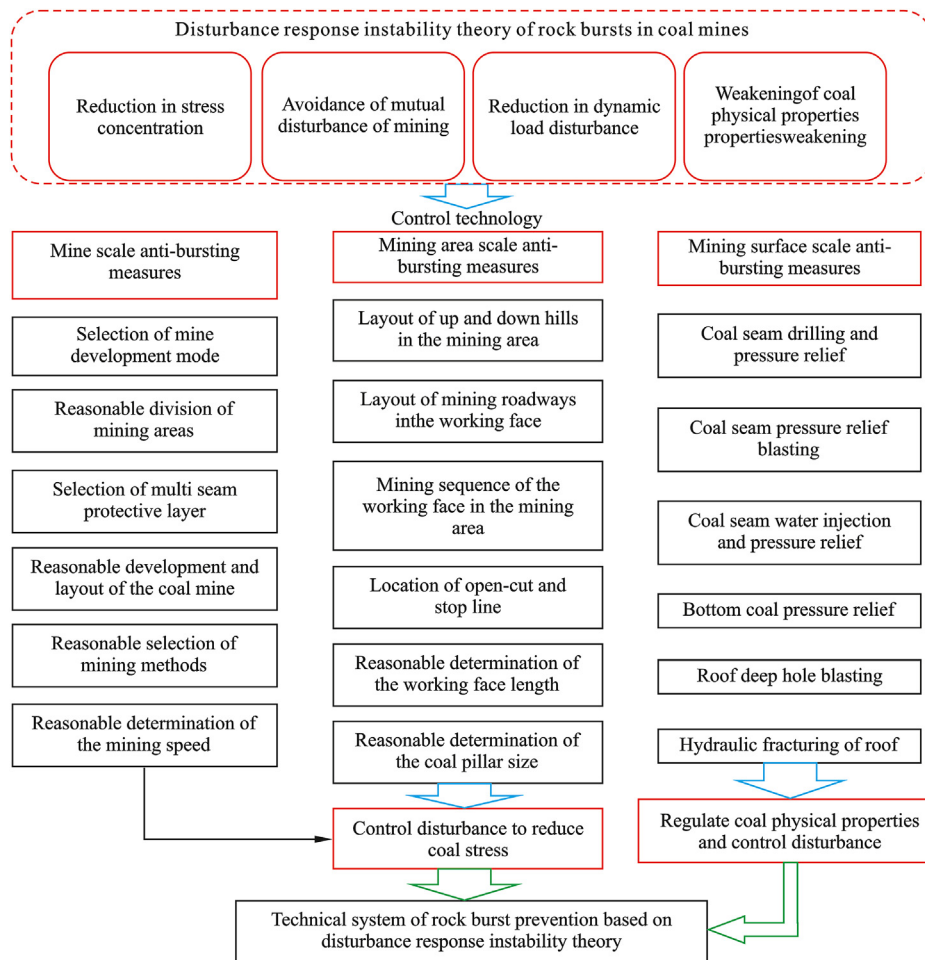 Disturbance response instability theory of rock bursts in coal mines
Reduction in stress
concentration
Avoidance of mutual
disturbance of mining
Reduction in dynamic
load disturbance
Weakeningof coal
physical properties
propertiesweakening
Control technology
Mine scale anti-bursting
measures
Selection of mine
development mode
Reasonable division of
mining areas
Selection of multi seam
protective layer
Reasonable development and
layout of the coal mine
Reasonable selection of
mining methods
Reasonable determination of
the mining speed
Mining area scale anti-
bursting measures
Layout of up and down hills
in the mining area
Layout of mining roadways
inthe working face
Mining sequence of the
working face in the mining
area
Location of open-cut and
stop line
Reasonable determination of
the working face length
Reasonable determination of
the coal pillar size
Control disturbance to reduce
coal stress
Mining surface scale anti-
bursting measures
Coal seam drilling and
pressure relief
Coal seam pressure relief
blasting
Coal seam water injection
and pressure relief
Bottom coal pressure relief
Roof deep hole blasting
Hydraulic fracturing of roof
Regulate coal physical properties
and control disturbance
Technical system of rock burst prevention based on
disturbance response instability theory